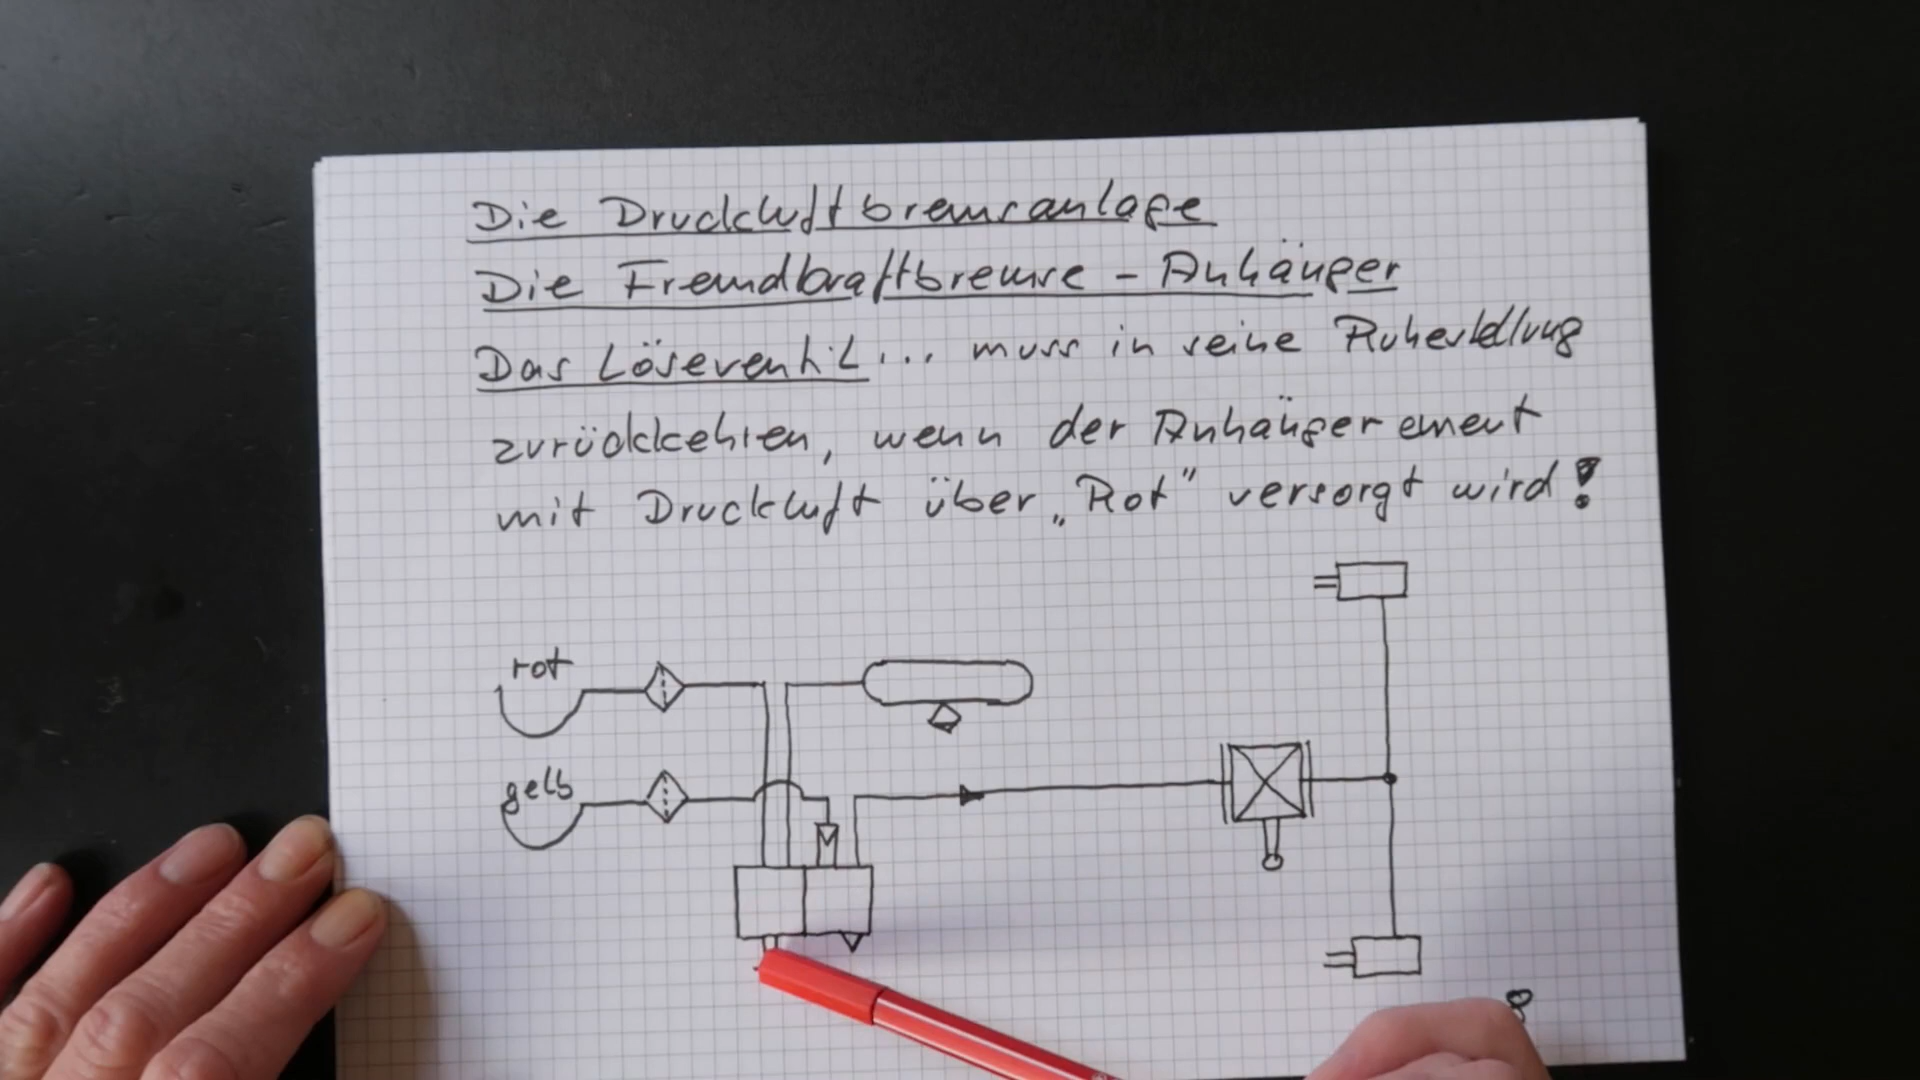 Die Druckluftbremsanlage
Die Fremdkraftbremse - Anhänger
Das Löseventil... muss in seine Ruhestellung
zurückkehren, wenn der Anhänger erneut
mit Druckluft über „Rot" versorgt wird!
rot
gelb
8